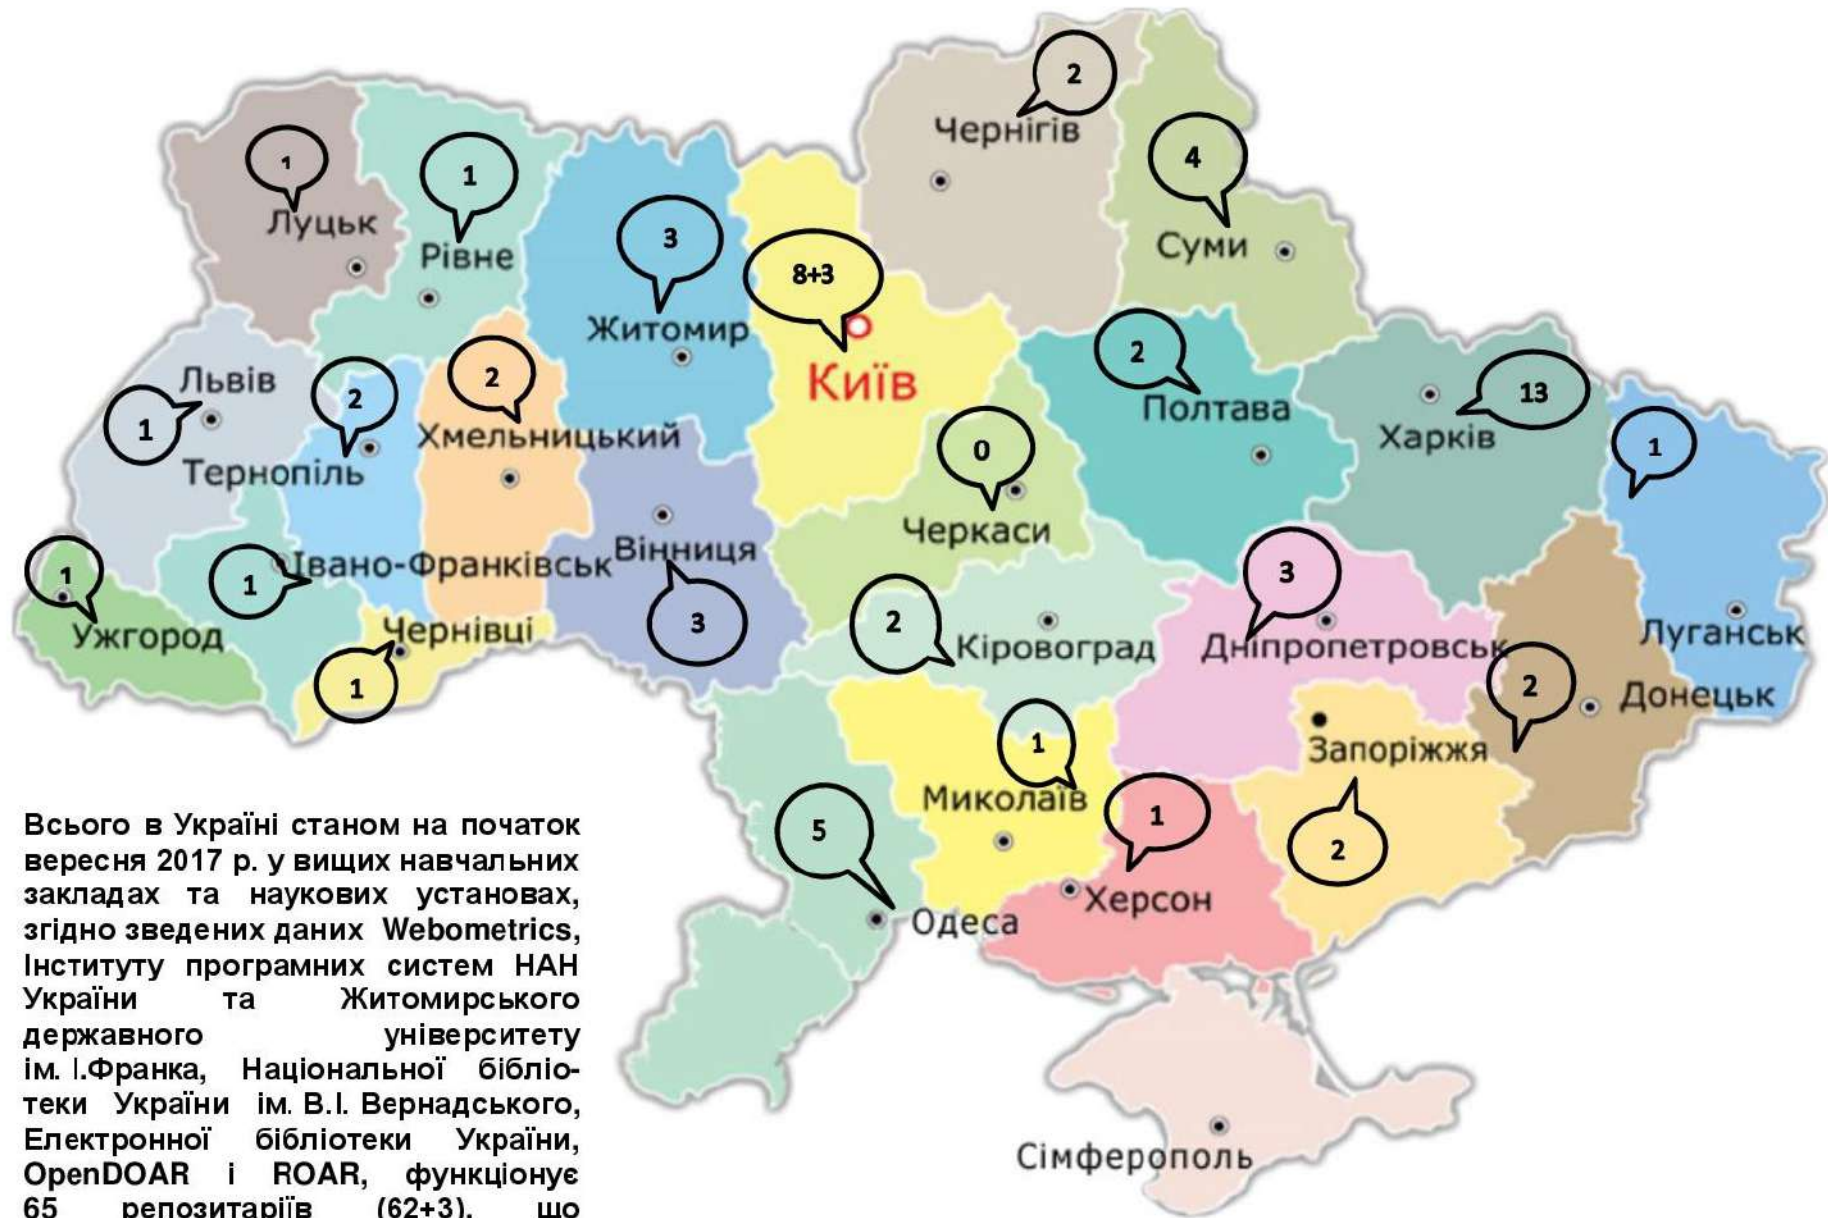 2
Чернігів
4
Суми
1
Луцьк
1
Рівне
3
Житомир
8+3
Київ
Львів
1
2
Тернопіль
2
Хмельницький
0
Черкаси
2
Полтава
13
Харків
1
Луганськ
1
Ужгород
1
Івано-Франківськ
Вінниця
3
Чернівці
1
2
Кіровоград
3
Дніпропетровськ
2
Донецьк
Запоріжжя
2
1
Миколаїв
1
Херсон
5
Одеса
Сімферополь
Всього в Україні станом на початок
вересня 2017 р. у вищих навчальних
закладах та наукових установах,
згідно зведених даних Webometrics,
Інституту програмних систем НАН
України та Житомирського
державного університету
ім. І.Франка, Національної бібліо-
теки України ім. В.І. Вернадського,
Електронної бібліотеки України,
OpenDOAR і ROAR, функціонує
65 репозитаріїв (62+3), що